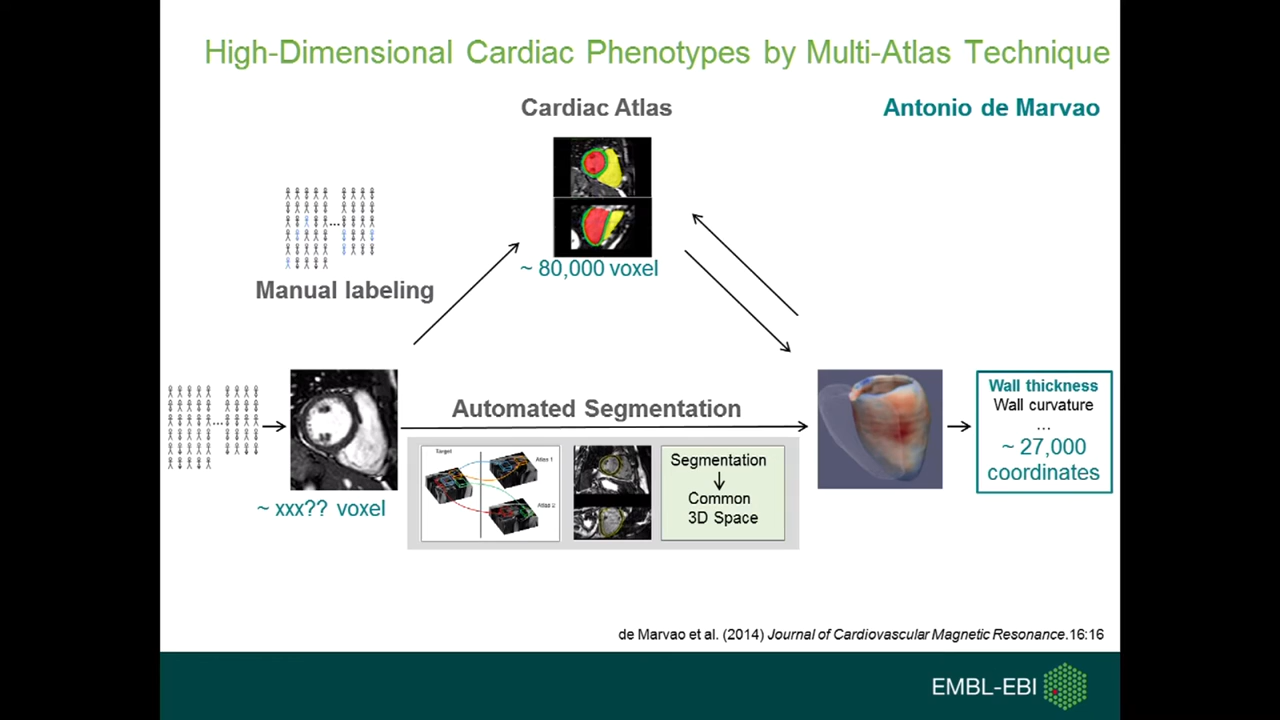 High-Dimensional Cardiac Phenotypes by Multi-Atlas Technique
Cardiac Atlas
Antonio de Marvao
...
~ 80,000 voxel
Manual labeling
...
Automated Segmentation
~ xxx?? voxel
Target
Atlas 1
Atlas 2
Segmentation
Common
3D Space
Wall thickness
Wall curvature
...
~ 27,000
coordinates
de Marvao et al. (2014) Journal of Cardiovascular Magnetic Resonance.16:16
EMBL-EBI